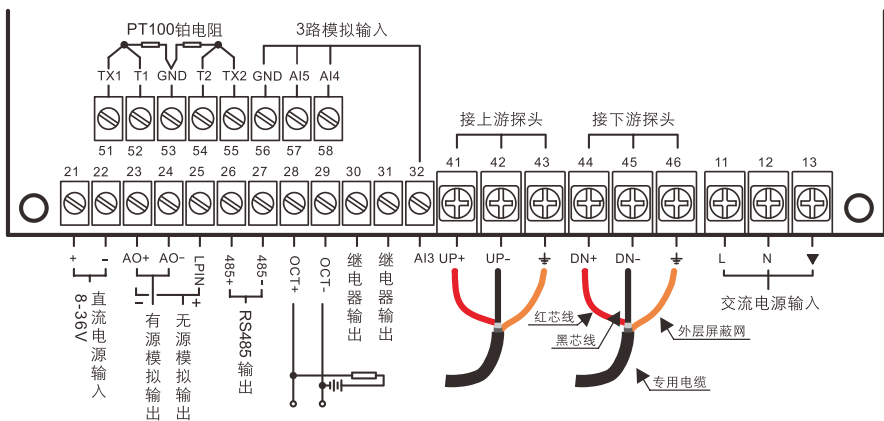 PT100铂电阻
3路模拟输入
TX1 T1 GND T2 TX2 GND AI5 AI4
51 52 53 54 55 56 57 58
接上游探头
接下游探头
21 22 23 24 25 26 27 28 29 30 31 32 41 42 43 44 45 46 11 12 13
+ - AO+ AO- LPIN 485+ 485- OCT+ OCT- 继电器输出 继电器输出 AI3 UP+ UP- DN+ DN- L N
- +
8-36V
直流电源输入
有源模拟输出
无源模拟输出
RS485 输出
交流电源输入
红芯线
黑芯线
外层屏蔽网
专用电缆